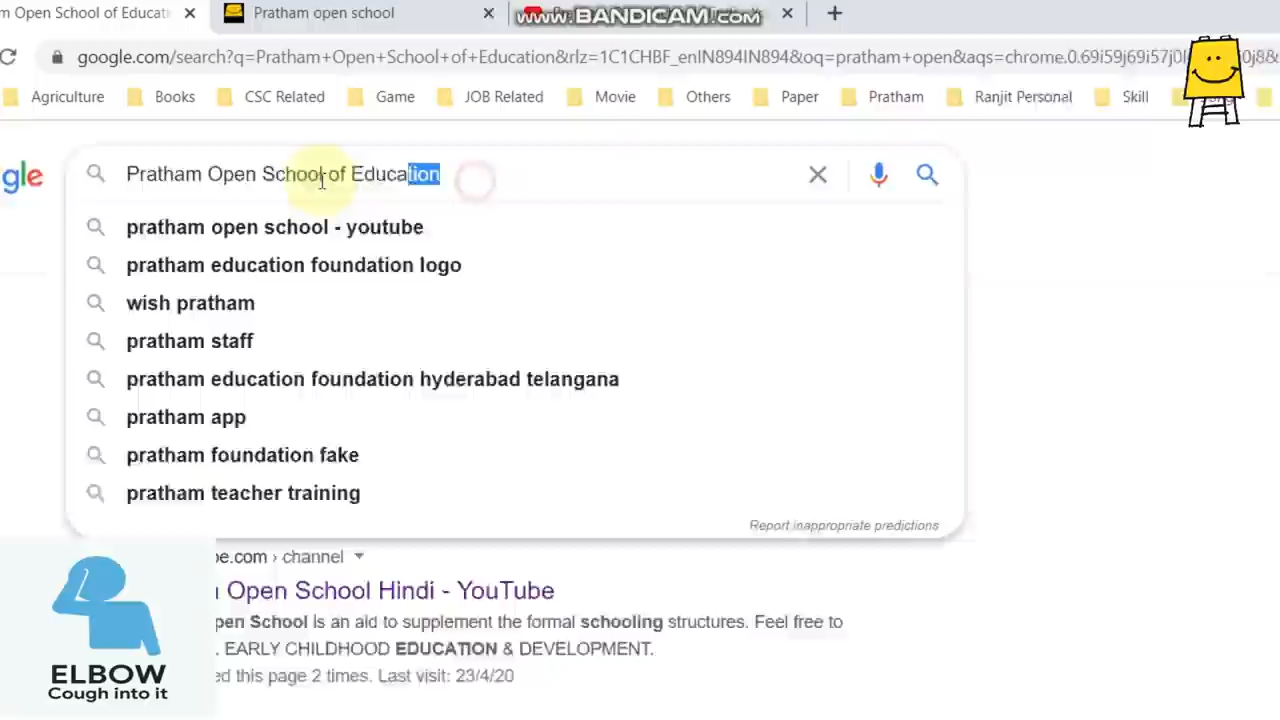 m Open School of Educati
Pratham open school
www.BANDICAM.com
google.com/search?q=Pratham+Open+School+of+Education&rlz=1C1CHBF_enIN894IN894&oq=pratham+open&aqs=chrome.0.69i59j69i57j0l
0j8&
Agriculture
Books
CSC Related
Game
JOB Related
Movie
Others
Paper
Pratham
Ranjit Personal
Skill
gle
Pratham Open School of Education
pratham open school - youtube
pratham education foundation logo
wish pratham
pratham staff
pratham education foundation hyderabad telangana
pratham app
pratham foundation fake
pratham teacher training
Report inappropriate predictions
be.com › channel
Open School Hindi - YouTube
pen School is an aid to supplement the formal schooling structures. Feel free to
. EARLY CHILDHOOD EDUCATION & DEVELOPMENT.
ed this page 2 times. Last visit: 23/4/20
ELBOW
Cough into it